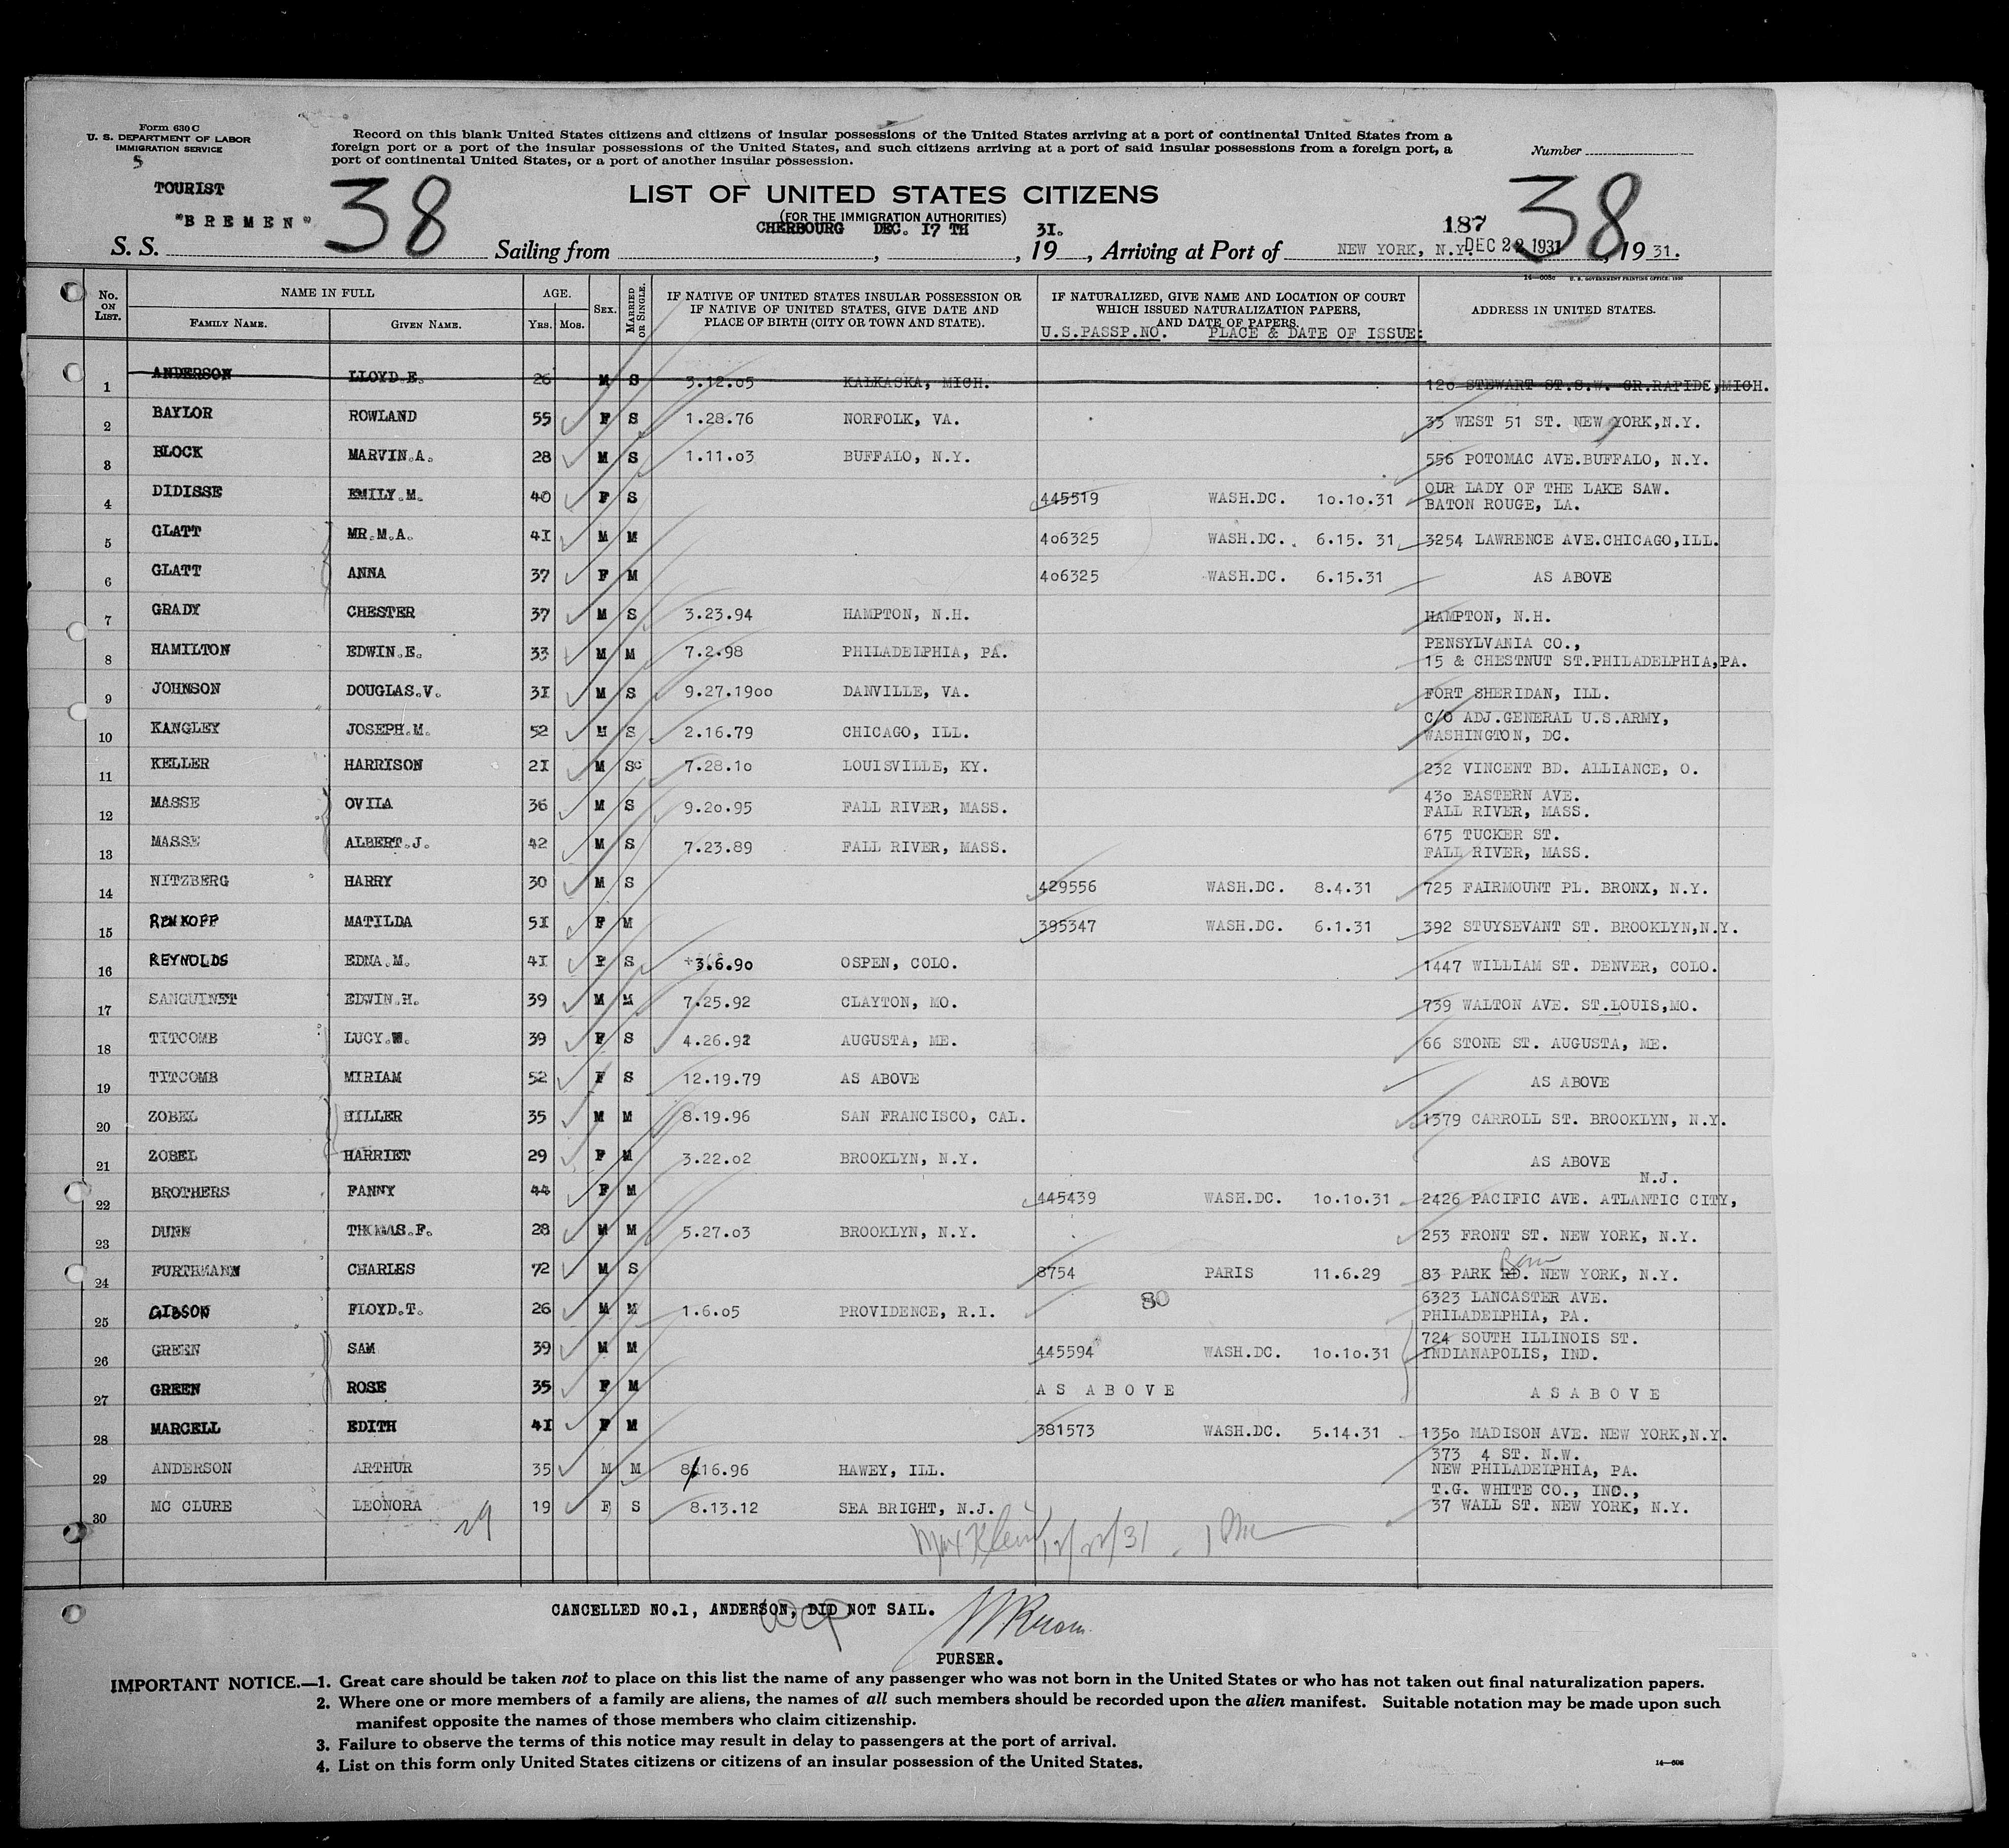 Form 630 C
U. S. DEPARTMENT OF LABOR
IMMIGRATION SERVICE
5
Record on this blank United States citizens and citizens of insular possessions of the United States arriving at a port of continental United States from a
foreign port or a port of the insular possessions of the United States, and such citizens arriving at a port of said insular possessions from a foreign port, a
port of continental United States, or a port of another insular possession.
Number
TOURIST
"BREMEN"
38
LIST OF UNITED STATES CITIZENS
(FOR THE IMMIGRATION AUTHORITIES)
187
38
CHERBOURG DEC. 17 TH 31.
S. S. Sailing from , , 19 , Arriving at Port of NEW YORK, N.Y. DEC 22 1931 , 19 31.
14—608c U. S. GOVERNMENT PRINTING OFFICE: 1930
No. ON LIST.
NAME IN FULL
FAMILY NAME. GIVEN NAME.
AGE.
YRS. MOS.
SEX.
MARRIED OR SINGLE.
IF NATIVE OF UNITED STATES INSULAR POSSESSION OR
IF NATIVE OF UNITED STATES, GIVE DATE AND
PLACE OF BIRTH (CITY OR TOWN AND STATE).
IF NATURALIZED, GIVE NAME AND LOCATION OF COURT
WHICH ISSUED NATURALIZATION PAPERS,
AND DATE OF PAPERS.
U.S.PASSP.NO. PLACE & DATE OF ISSUE:
ADDRESS IN UNITED STATES.
1 ANDERSON LLOYD.E. 26 M S 3.12.05 KALKASKA, MICH. 120 STEWART ST.S.W. GR.RAPIDE,MICH.
2 BAYLOR ROWLAND 55 F S 1.28.76 NORFOLK, VA. 33 WEST 51 ST. NEW YORK,N.Y.
3 BLOCK MARVIN.A. 28 M S 1.11.03 BUFFALO, N.Y. 556 POTOMAC AVE.BUFFALO, N.Y.
4 DIDISSE EMILY.M. 40 F S 445519 WASH.DC. 10.10.31 OUR LADY OF THE LAKE SAW.
BATON ROUGE, LA.
5 GLATT MR.M.A. 41 M M 406325 WASH.DC. 6.15. 31 3254 LAWRENCE AVE.CHICAGO,ILL.
6 GLATT ANNA 37 F M 406325 WASH.DC. 6.15.31 AS ABOVE
7 GRADY CHESTER 37 M S 3.23.94 HAMPTON, N.H. HAMPTON, N.H.
8 HAMILTON EDWIN.E. 33 M M 7.2.98 PHILADELPHIA, PA. PENSYLVANIA CO.,
15 & CHESTNUT ST.PHILADELPHIA,PA.
9 JOHNSON DOUGLAS.V. 31 M S 9.27.1900 DANVILLE, VA. FORT SHERIDAN, ILL.
10 KANGLEY JOSEPH.M. 52 M S 2.16.79 CHICAGO, ILL. C/O ADJ.GENERAL U.S.ARMY,
WASHINGTON, DC.
11 KELLER HARRISON 21 M S 7.28.10 LOUISVILLE, KY. 232 VINCENT BD. ALLIANCE, O.
12 MASSE OVILA 36 M S 9.20.95 FALL RIVER, MASS. 430 EASTERN AVE.
FALL RIVER, MASS.
13 MASSE ALBERT.J. 42 M S 7.23.89 FALL RIVER, MASS. 675 TUCKER ST.
FALL RIVER, MASS.
14 NITZBERG HARRY 30 M S 429556 WASH.DC. 8.4.31 725 FAIRMOUNT PL. BRONX, N.Y.
15 REWKOFF MATILDA 51 F M 395347 WASH.DC. 6.1.31 392 STUYSEVANT ST. BROOKLYN,N.Y.
16 REYNOLDS EDNA.M. 41 F S 3.6.90 OSPEN, COLO. 1447 WILLIAM ST. DENVER, COLO.
17 SANGUINET EDWIN.H. 39 M M 7.25.92 CLAYTON, MO. 739 WALTON AVE. ST.LOUIS,MO.
18 TITCOMB LUCY.W. 39 F S 4.26.92 AUGUSTA, ME. 66 STONE ST. AUGUSTA, ME.
19 TITCOMB MIRIAM 52 F S 12.19.79 AS ABOVE AS ABOVE
20 ZOBEL HILLER 35 M M 8.19.96 SAN FRANCISCO, CAL. 1379 CARROLL ST. BROOKLYN, N.Y.
21 ZOBEL HARRIET 29 F M 3.22.02 BROOKLYN, N.Y. AS ABOVE
N.J.
22 BROTHERS FANNY 44 F M 445439 WASH.DC. 10.10.31 2426 PACIFIC AVE. ATLANTIC CITY,
23 DUNN THOMAS.F. 28 M M 5.27.03 BROOKLYN, N.Y. 253 FRONT ST. NEW YORK, N.Y.
Row
24 FURTHMANN CHARLES 72 M S 8754 PARIS 11.6.29 83 PARK RD. NEW YORK, N.Y.
25 GIBSON FLOYD.T. 26 M M 1.6.05 PROVIDENCE, R.I. 80 6323 LANCASTER AVE.
PHILADELPHIA, PA.
26 GREEN SAM 39 M M 445594 WASH.DC. 10.10.31 724 SOUTH ILLINOIS ST.
INDIANAPOLIS, IND.
27 GREEN ROSE 35 F M AS ABOVE AS ABOVE
28 MARCELL EDITH 41 F M 381573 WASH.DC. 5.14.31 1350 MADISON AVE. NEW YORK,N.Y.
29 ANDERSON ARTHUR 35 M M 8/16.96 HAWEY, ILL. 373 4 ST. N.W.
NEW PHILADELPHIA, PA.
30 MC CLURE LEONORA 19 F S 8.13.12 SEA BRIGHT, N.J. T.G. WHITE CO., INC.,
37 WALL ST. NEW YORK, N.Y.
29
Max Klein 12/22/31
CANCELLED NO.1, ANDERSON, DID NOT SAIL.
PURSER.
IMPORTANT NOTICE.—1. Great care should be taken not to place on this list the name of any passenger who was not born in the United States or who has not taken out final naturalization papers.
2. Where one or more members of a family are aliens, the names of all such members should be recorded upon the alien manifest. Suitable notation may be made upon such
manifest opposite the names of those members who claim citizenship.
3. Failure to observe the terms of this notice may result in delay to passengers at the port of arrival.
4. List on this form only United States citizens or citizens of an insular possession of the United States.
14—608